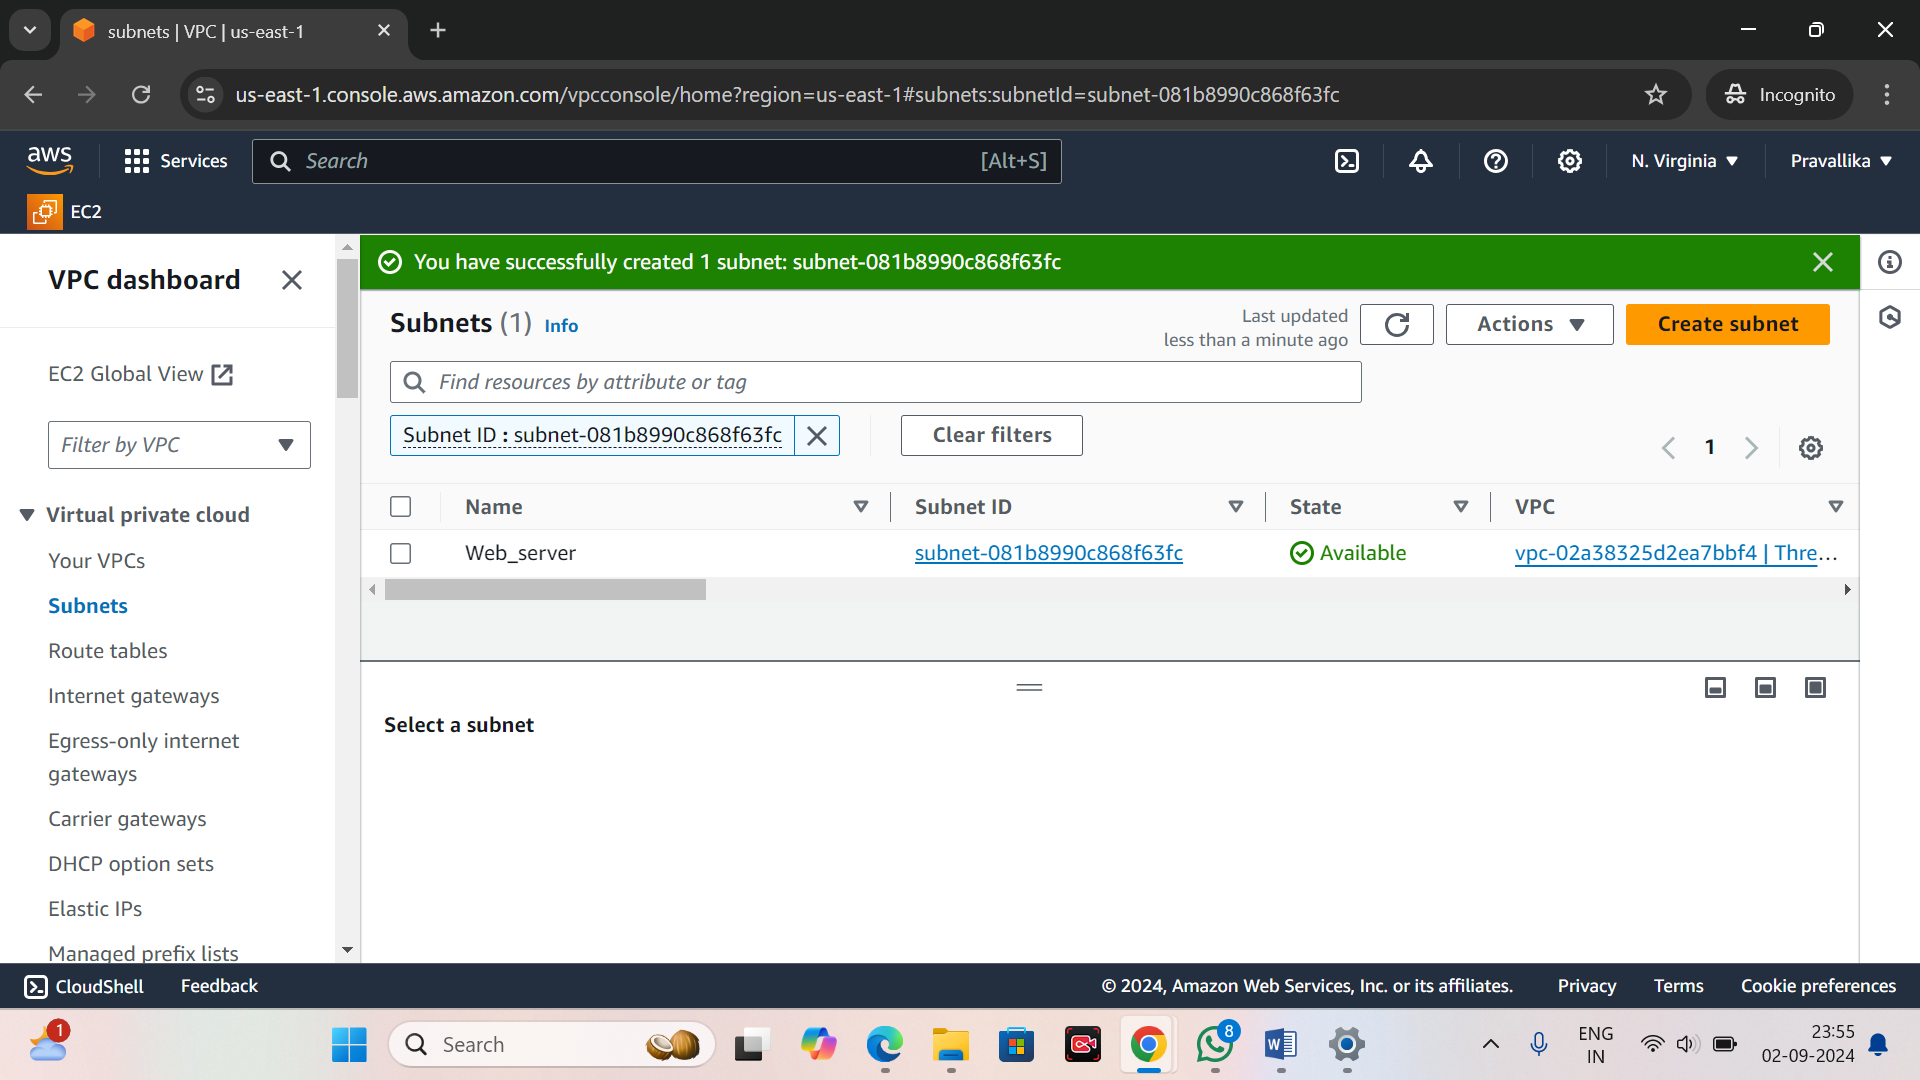 subnets | VPC | us-east-1
us-east-1.console.aws.amazon.com/vpcconsole/home?region=us-east-1#subnets:subnetId=subnet-081b8990c868f63fc
Incognito
aws
Services
Search
[Alt+S]
N. Virginia
Pravallika
EC2
VPC dashboard
EC2 Global View
Filter by VPC
Virtual private cloud
Your VPCs
Subnets
Route tables
Internet gateways
Egress-only internet
gateways
Carrier gateways
DHCP option sets
Elastic IPs
Managed prefix lists
You have successfully created 1 subnet: subnet-081b8990c868f63fc
Subnets (1) Info
Last updated
less than a minute ago
Actions
Create subnet
Find resources by attribute or tag
Subnet ID : subnet-081b8990c868f63fc
Clear filters
1
Name
Subnet ID
State
VPC
Web_server
subnet-081b8990c868f63fc
Available
vpc-02a38325d2ea7bbf4 | Thre...
Select a subnet
CloudShell
Feedback
© 2024, Amazon Web Services, Inc. or its affiliates.
Privacy
Terms
Cookie preferences
1
Search
8
W
ENG
IN
23:55
02-09-2024